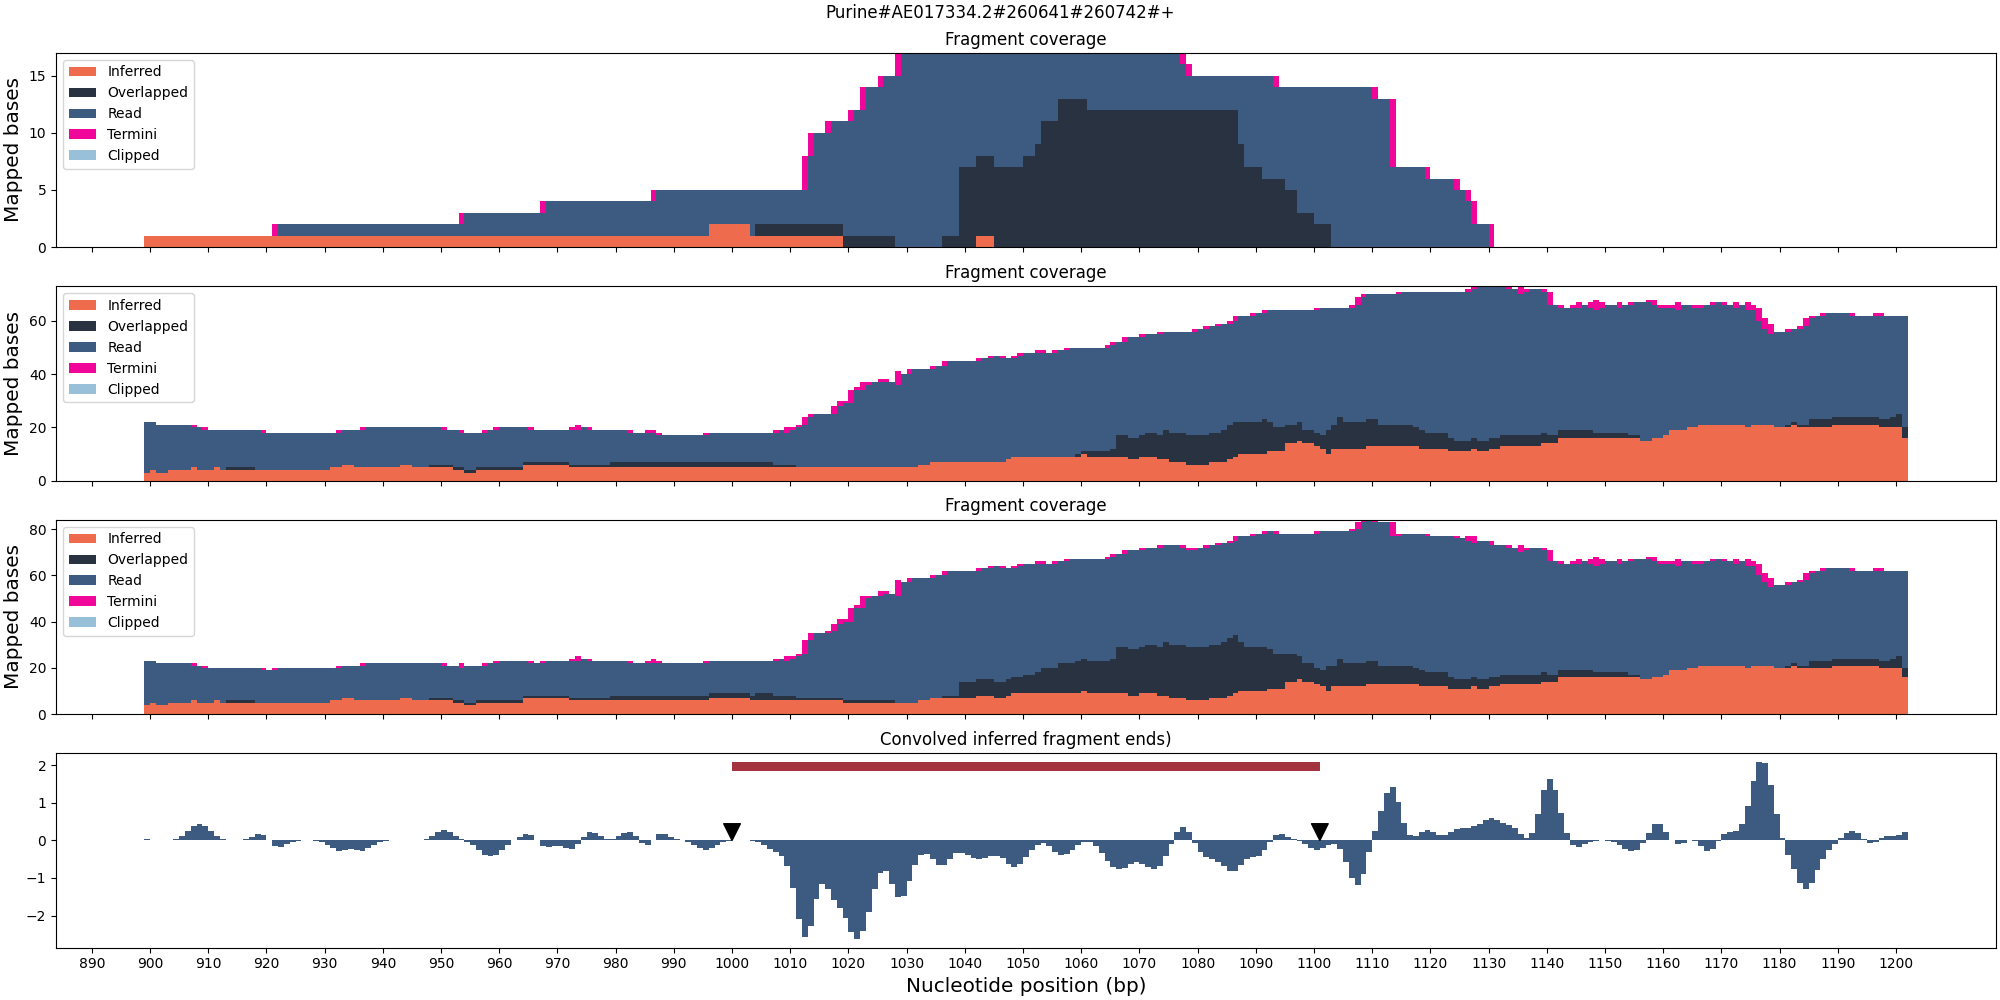 Purine#AE017334.2#260641#260742#+
Fragment coverage
Mapped bases
15
10
5
0
Inferred
Overlapped
Read
Termini
Clipped
Fragment coverage
Mapped bases
60
40
20
0
Inferred
Overlapped
Read
Termini
Clipped
Fragment coverage
Mapped bases
80
60
40
20
0
Inferred
Overlapped
Read
Termini
Clipped
Convolved inferred fragment ends)
2
1
0
−1
−2
890 900 910 920 930 940 950 960 970 980 990 1000 1010 1020 1030 1040 1050 1060 1070 1080 1090 1100 1110 1120 1130 1140 1150 1160 1170 1180 1190 1200
Nucleotide position (bp)